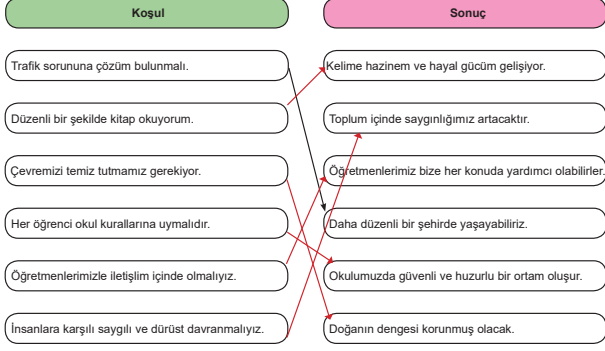 Koşul
Sonuç
Trafik sorununa çözüm bulunmalı.
Kelime hazinem ve hayal gücüm gelişiyor.
Düzenli bir şekilde kitap okuyorum.
Toplum içinde saygınlığımız artacaktır.
Çevremizi temiz tutmamız gerekiyor.
Öğretmenlerimiz bize her konuda yardımcı olabilirler.
Her öğrenci okul kurallarına uymalıdır.
Daha düzenli bir şehirde yaşayabiliriz.
Öğretmenlerimizle iletişim içinde olmalıyız.
Okulumuzda güvenli ve huzurlu bir ortam oluşur.
İnsanlara karşılı saygılı ve dürüst davranmalıyız.
Doğanın dengesi korunmuş olacak.